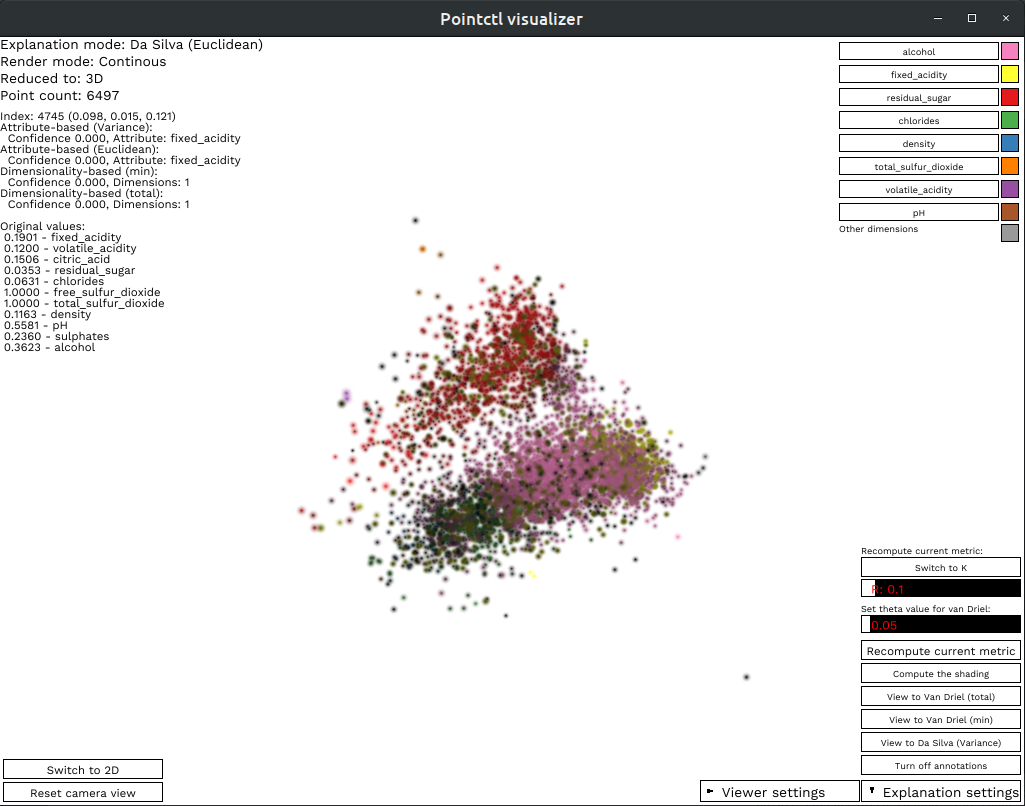 Pointctl visualizer
Explanation mode: Da Silva (Euclidean)
Render mode: Continous
Reduced to: 3D
Point count: 6497
Index: 4745 (0.098, 0.015, 0.121)
Attribute-based (Variance):
Confidence 0.000, Attribute: fixed_acidity
Attribute-based (Euclidean):
Confidence 0.000, Attribute: fixed_acidity
Dimensionality-based (min):
Confidence 0.000, Dimensions: 1
Dimensionality-based (total):
Confidence 0.000, Dimensions: 1
Original values:
0.1901 - fixed_acidity
0.1200 - volatile_acidity
0.1506 - citric_acid
0.0353 - residual_sugar
0.0631 - chlorides
1.0000 - free_sulfur_dioxide
1.0000 - total_sulfur_dioxide
0.1163 - density
0.5581 - pH
0.2360 - sulphates
0.3623 - alcohol
alcohol
fixed_acidity
residual_sugar
chlorides
density
total_sulfur_dioxide
volatile_acidity
pH
Other dimensions
Recompute current metric:
Switch to K
R: 0.1
Set theta value for van Driel:
0.05
Recompute current metric
Compute the shading
View to Van Driel (total)
View to Van Driel (min)
View to Da Silva (Variance)
Turn off annotations
Switch to 2D
Reset camera view
Viewer settings
Explanation settings